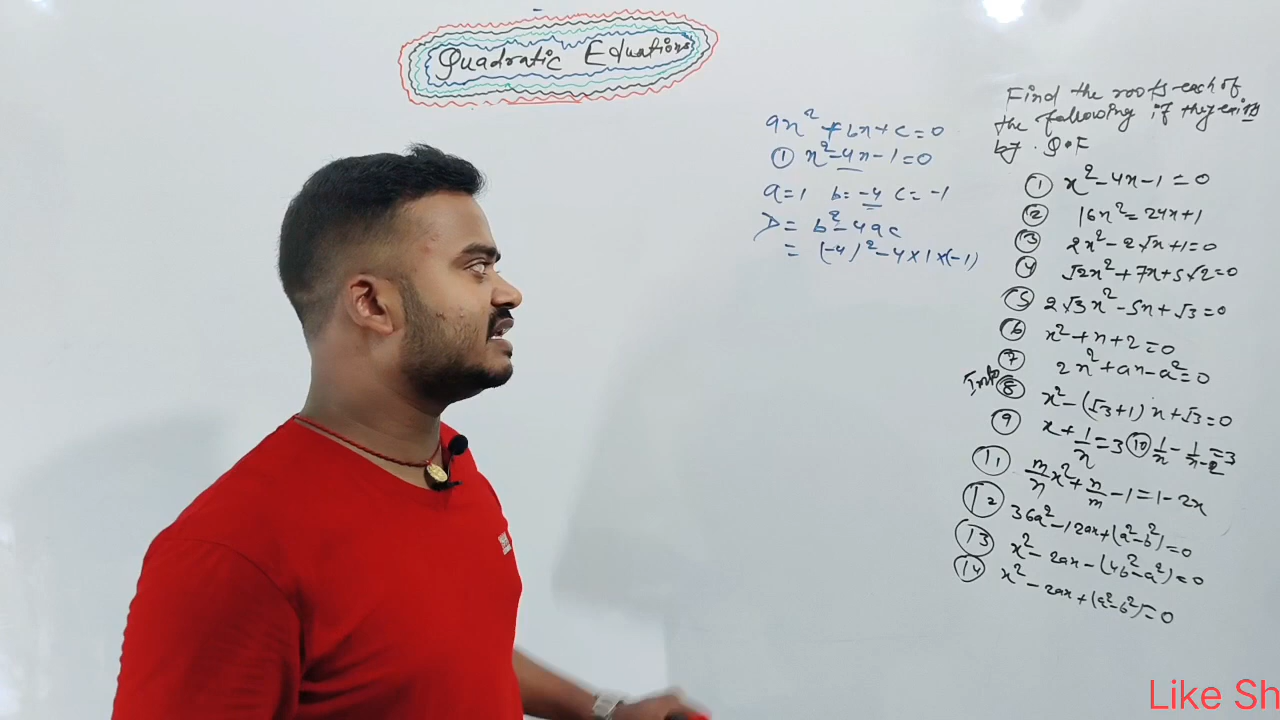 Quadratic Equations
ax² + bx + c = 0
① x² - 4x - 1 = 0
a = 1 b = -4 c = -1
D = b² - 4ac
= (-4)² - 4 × 1 × (-1)
Find the roots each of
the following if they exists
by . Q.F
① x² - 4x - 1 = 0
② 16x² = 24x + 1
③ 2x² - 2√x + 1 = 0
④ √2x² + 7x + 5√2 = 0
⑤ 2√3x² - 5x + √3 = 0
⑥ x² + x + 2 = 0
⑦ 2x² + ax - a² = 0
⑧ x² - (√3 + 1)x + √3 = 0
⑨ x + 1/x = 3 ⑩ 1/x - 1/x-2 = 3
⑪ m/n x² + n/m - 1 = 1 - 2x
⑫ 36a² - 12ax + (a² - b²) = 0
⑬ x² - 2ax - (4b² - a²) = 0
⑭ x² - 2ax + (a² - b²) = 0
Like Sh